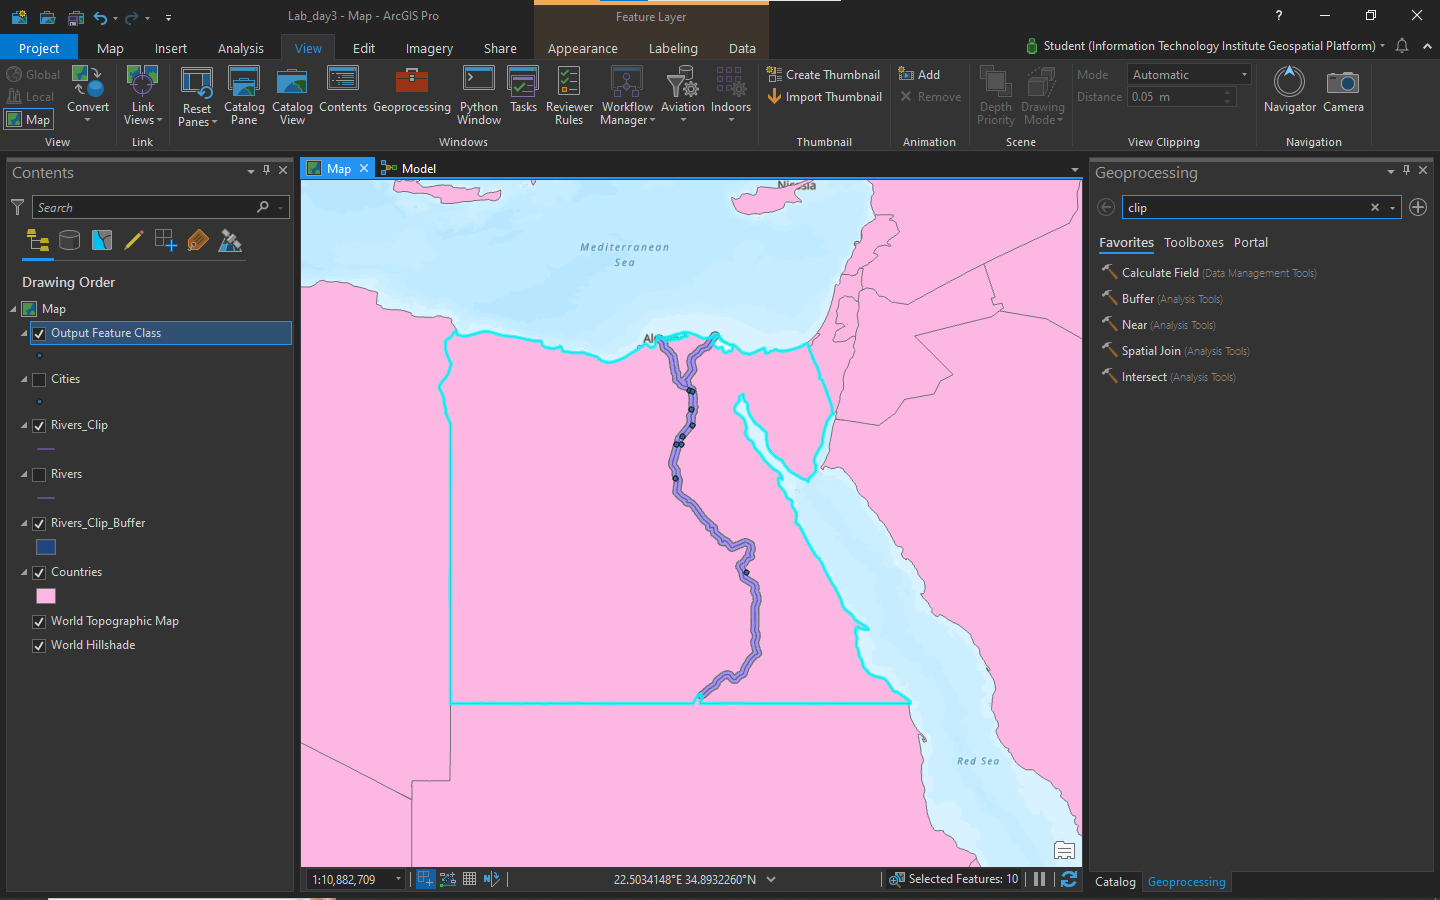 Lab_day3 - Map - ArcGIS Pro
Feature Layer
?
Project
Map
Insert
Analysis
View
Edit
Imagery
Share
Appearance
Labeling
Data
Student (Information Technology Institute Geospatial Platform)
Global
Local
Map
Convert
Link
Views
Reset
Panes
Catalog
Pane
Catalog
View
Contents
Geoprocessing
Python
Window
Tasks
Reviewer
Rules
Workflow
Manager
Aviation
Indoors
Create Thumbnail
Import Thumbnail
Add
Remove
Depth
Priority
Drawing
Mode
Mode
Automatic
Distance
0.05 m
Navigator
Camera
View
Link
Windows
Thumbnail
Animation
Scene
View Clipping
Navigation
Contents
Search
Drawing Order
Map
Output Feature Class
Cities
Rivers_Clip
Rivers
Rivers_Clip_Buffer
Countries
World Topographic Map
World Hillshade
Map
Model
Mediterranean
Sea
Red Sea
1:10,882,709
22.5034148°E 34.8932260°N
Selected Features: 10
Geoprocessing
clip
Favorites
Toolboxes
Portal
Calculate Field (Data Management Tools)
Buffer (Analysis Tools)
Near (Analysis Tools)
Spatial Join (Analysis Tools)
Intersect (Analysis Tools)
Catalog
Geoprocessing